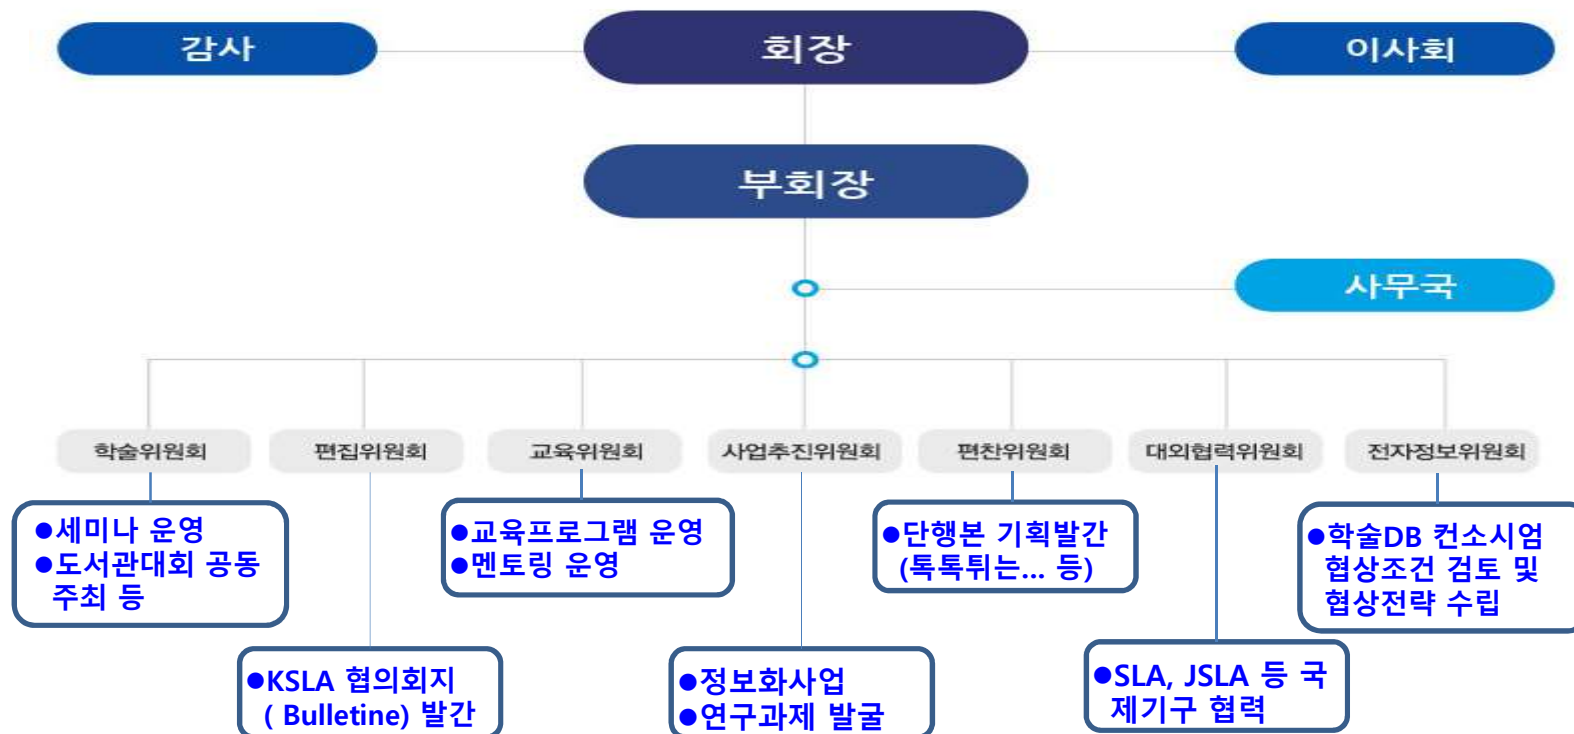 감사
회장
이사회
부회장
사무국
학술위원회
편집위원회
교육위원회
사업추진위원회
편찬위원회
대외협력위원회
전자정보위원회
●세미나 운영
●도서관대회 공동
주최 등
●교육프로그램 운영
●멘토링 운영
●단행본 기획발간
(톡톡튀는... 등)
●학술DB 컨소시엄
협상조건 검토 및
협상전략 수립
●KSLA 협의회지
( Bulletine) 발간
●정보화사업
●연구과제 발굴
●SLA, JSLA 등 국
제기구 협력